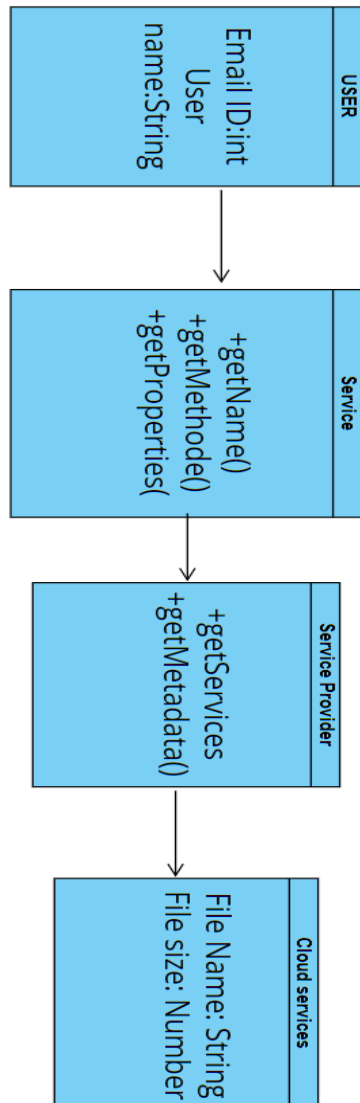 USER
Email ID:int
User
name:String
Service
+getName()
+getMethode()
+getProperties(
Service Provider
+getServices
+getMetadata()
Cloud services
File Name: String
File size: Number